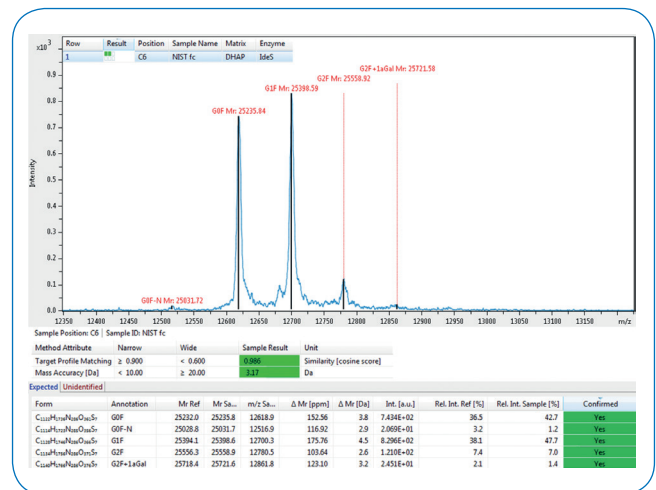 x10³
Row Result Position Sample Name Matrix Enzyme
1 C6 NIST fc DHAP IdeS
G2F+1aGal Mr: 25721.58
G2F Mr: 25558.92
G1F Mr: 25398.59
G0F Mr: 25235.84
G0F-N Mr: 25031.72
Intensity
0.9
0.8
0.7
0.6
0.5
0.4
0.3
0.2
0.1
0.0
12350 12400 12450 12500 12550 12600 12650 12700 12750 12800 12850 12900 12950 13000 13050 13100 13150 m/z
Sample Position: C6 Sample ID: NIST fc
Method Attribute Narrow Wide Sample Result Unit
Target Profile Matching ≥ 0.900 < 0.600 0.986 Similarity [cosine score]
Mass Accuracy [Da] < 10.00 ≥ 20.00 3.17 Da
Expected Unidentified
Form Annotation Mr Ref Mr Sa... m/z Sa... Δ Mr [ppm] Δ Mr [Da] Int. [a.u.] Rel. Int. Ref [%] Rel. Int. Sample [%] Confirmed
G0F 25232.0 25235.8 12618.9 152.56 3.8 7.434E+02 36.5 42.7 Yes
G0F-N 25028.8 25031.7 12516.9 116.92 2.9 2.069E+01 3.2 1.2 Yes
G1F 25394.1 25398.6 12700.3 175.76 4.5 8.296E+02 38.1 47.7 Yes
G2F 25556.3 25558.9 12780.5 103.64 2.6 1.210E+02 7.4 7.0 Yes
G2F+1aGal 25718.4 25721.6 12861.8 123.10 3.2 2.451E+01 2.1 1.4 Yes